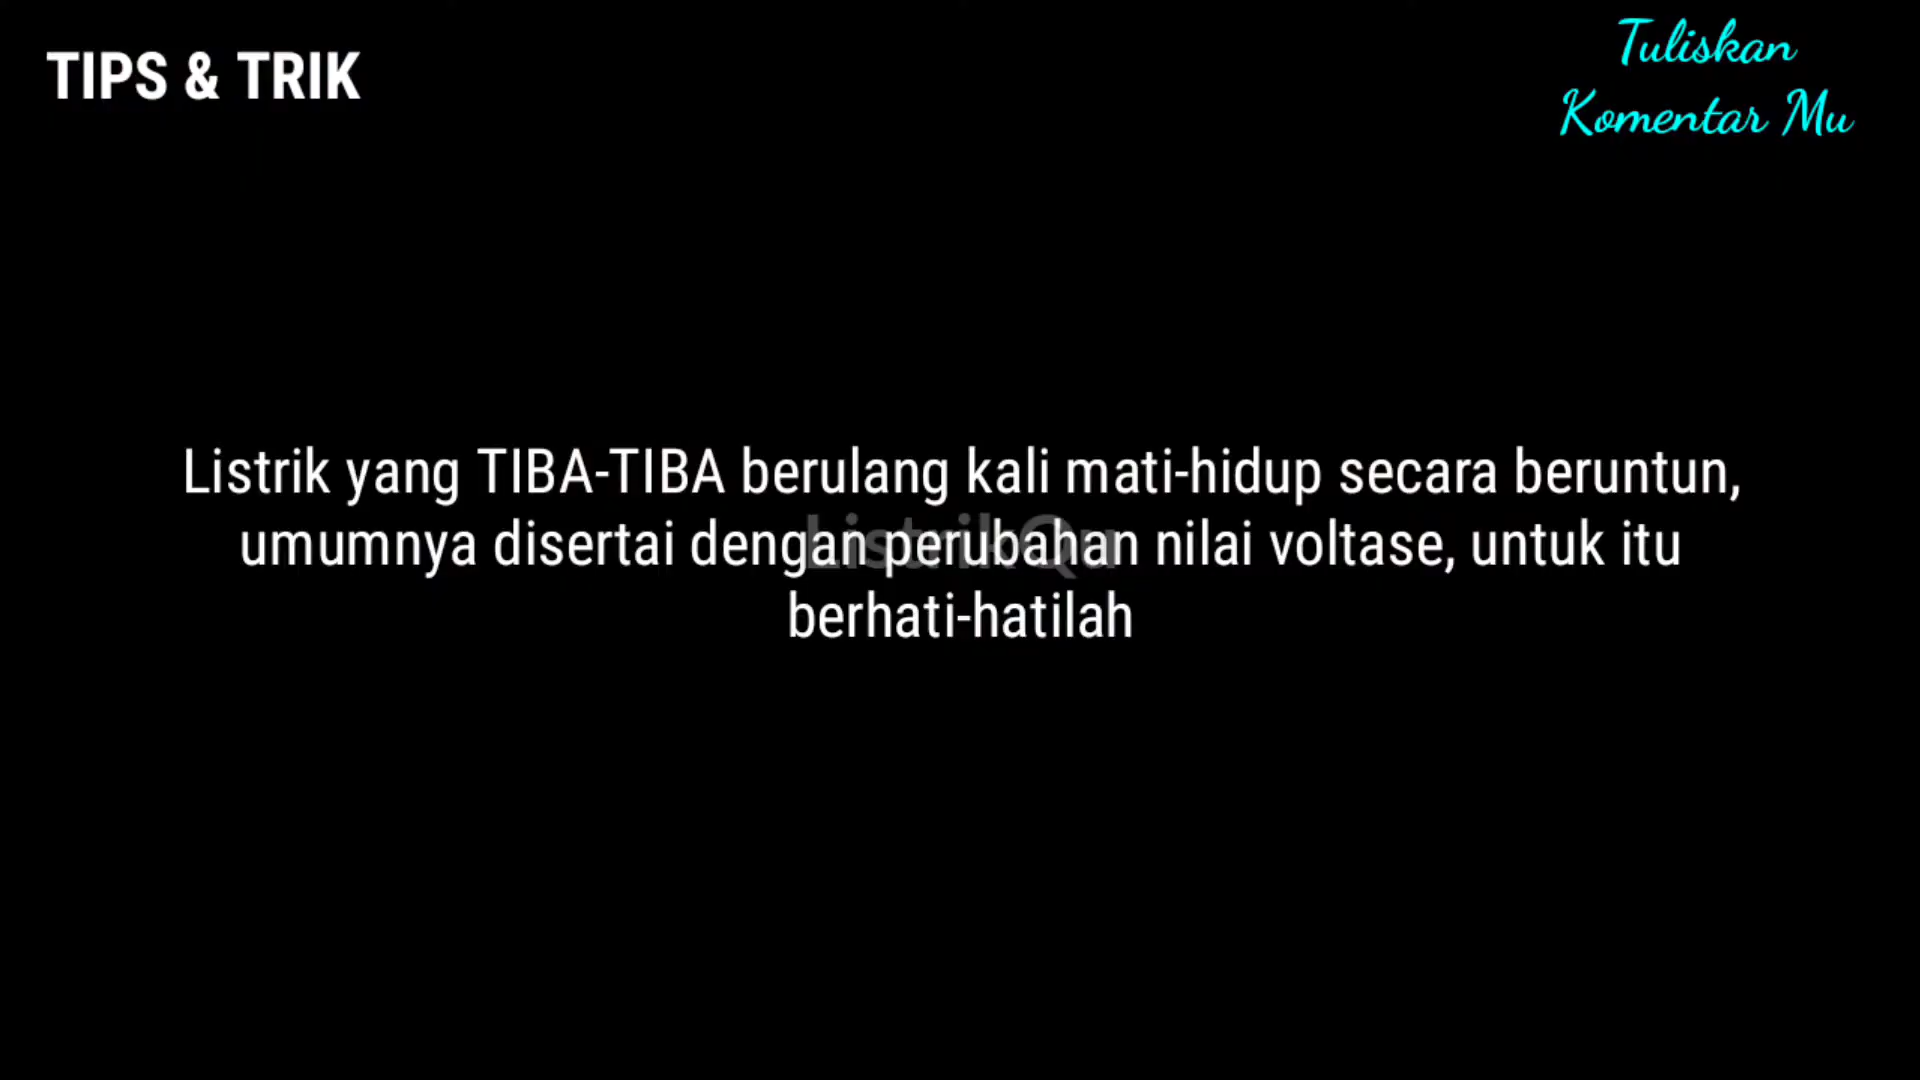 TIPS & TRIK
Tuliskan
Komentar Mu
Listrik yang TIBA-TIBA berulang kali mati-hidup secara beruntun,
umumnya disertai dengan perubahan nilai voltase, untuk itu
berhati-hatilah
ListrikQu